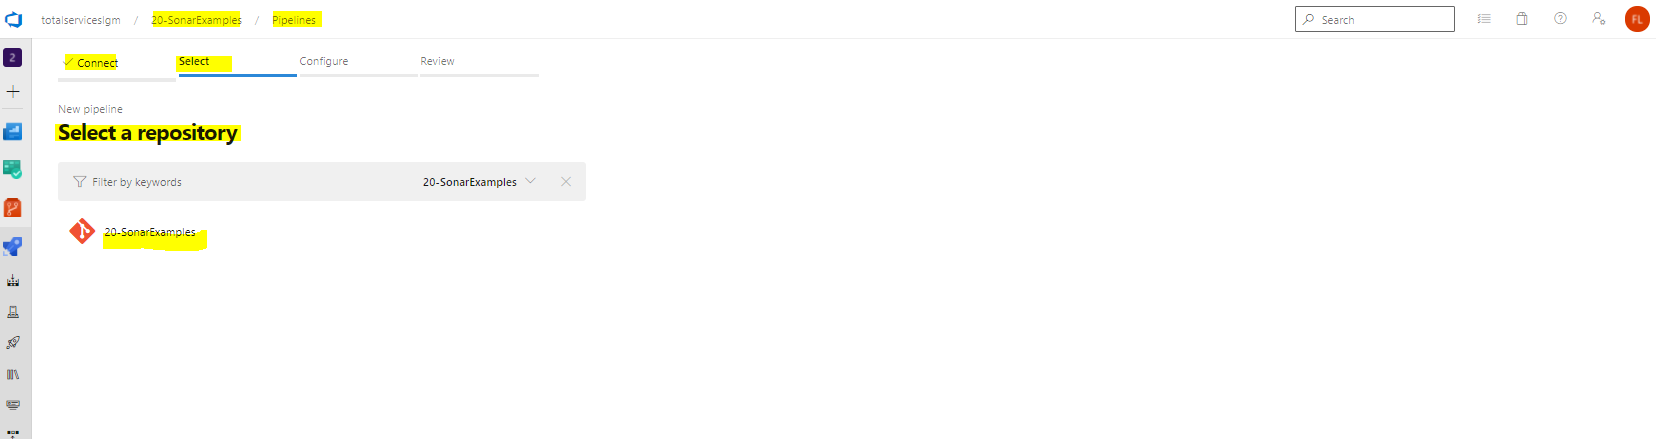 totalservicesigm / 20-SonarExamples / Pipelines
Search
FL
2
Connect Select Configure Review
New pipeline
Select a repository
Filter by keywords 20-SonarExamples
20-SonarExamples